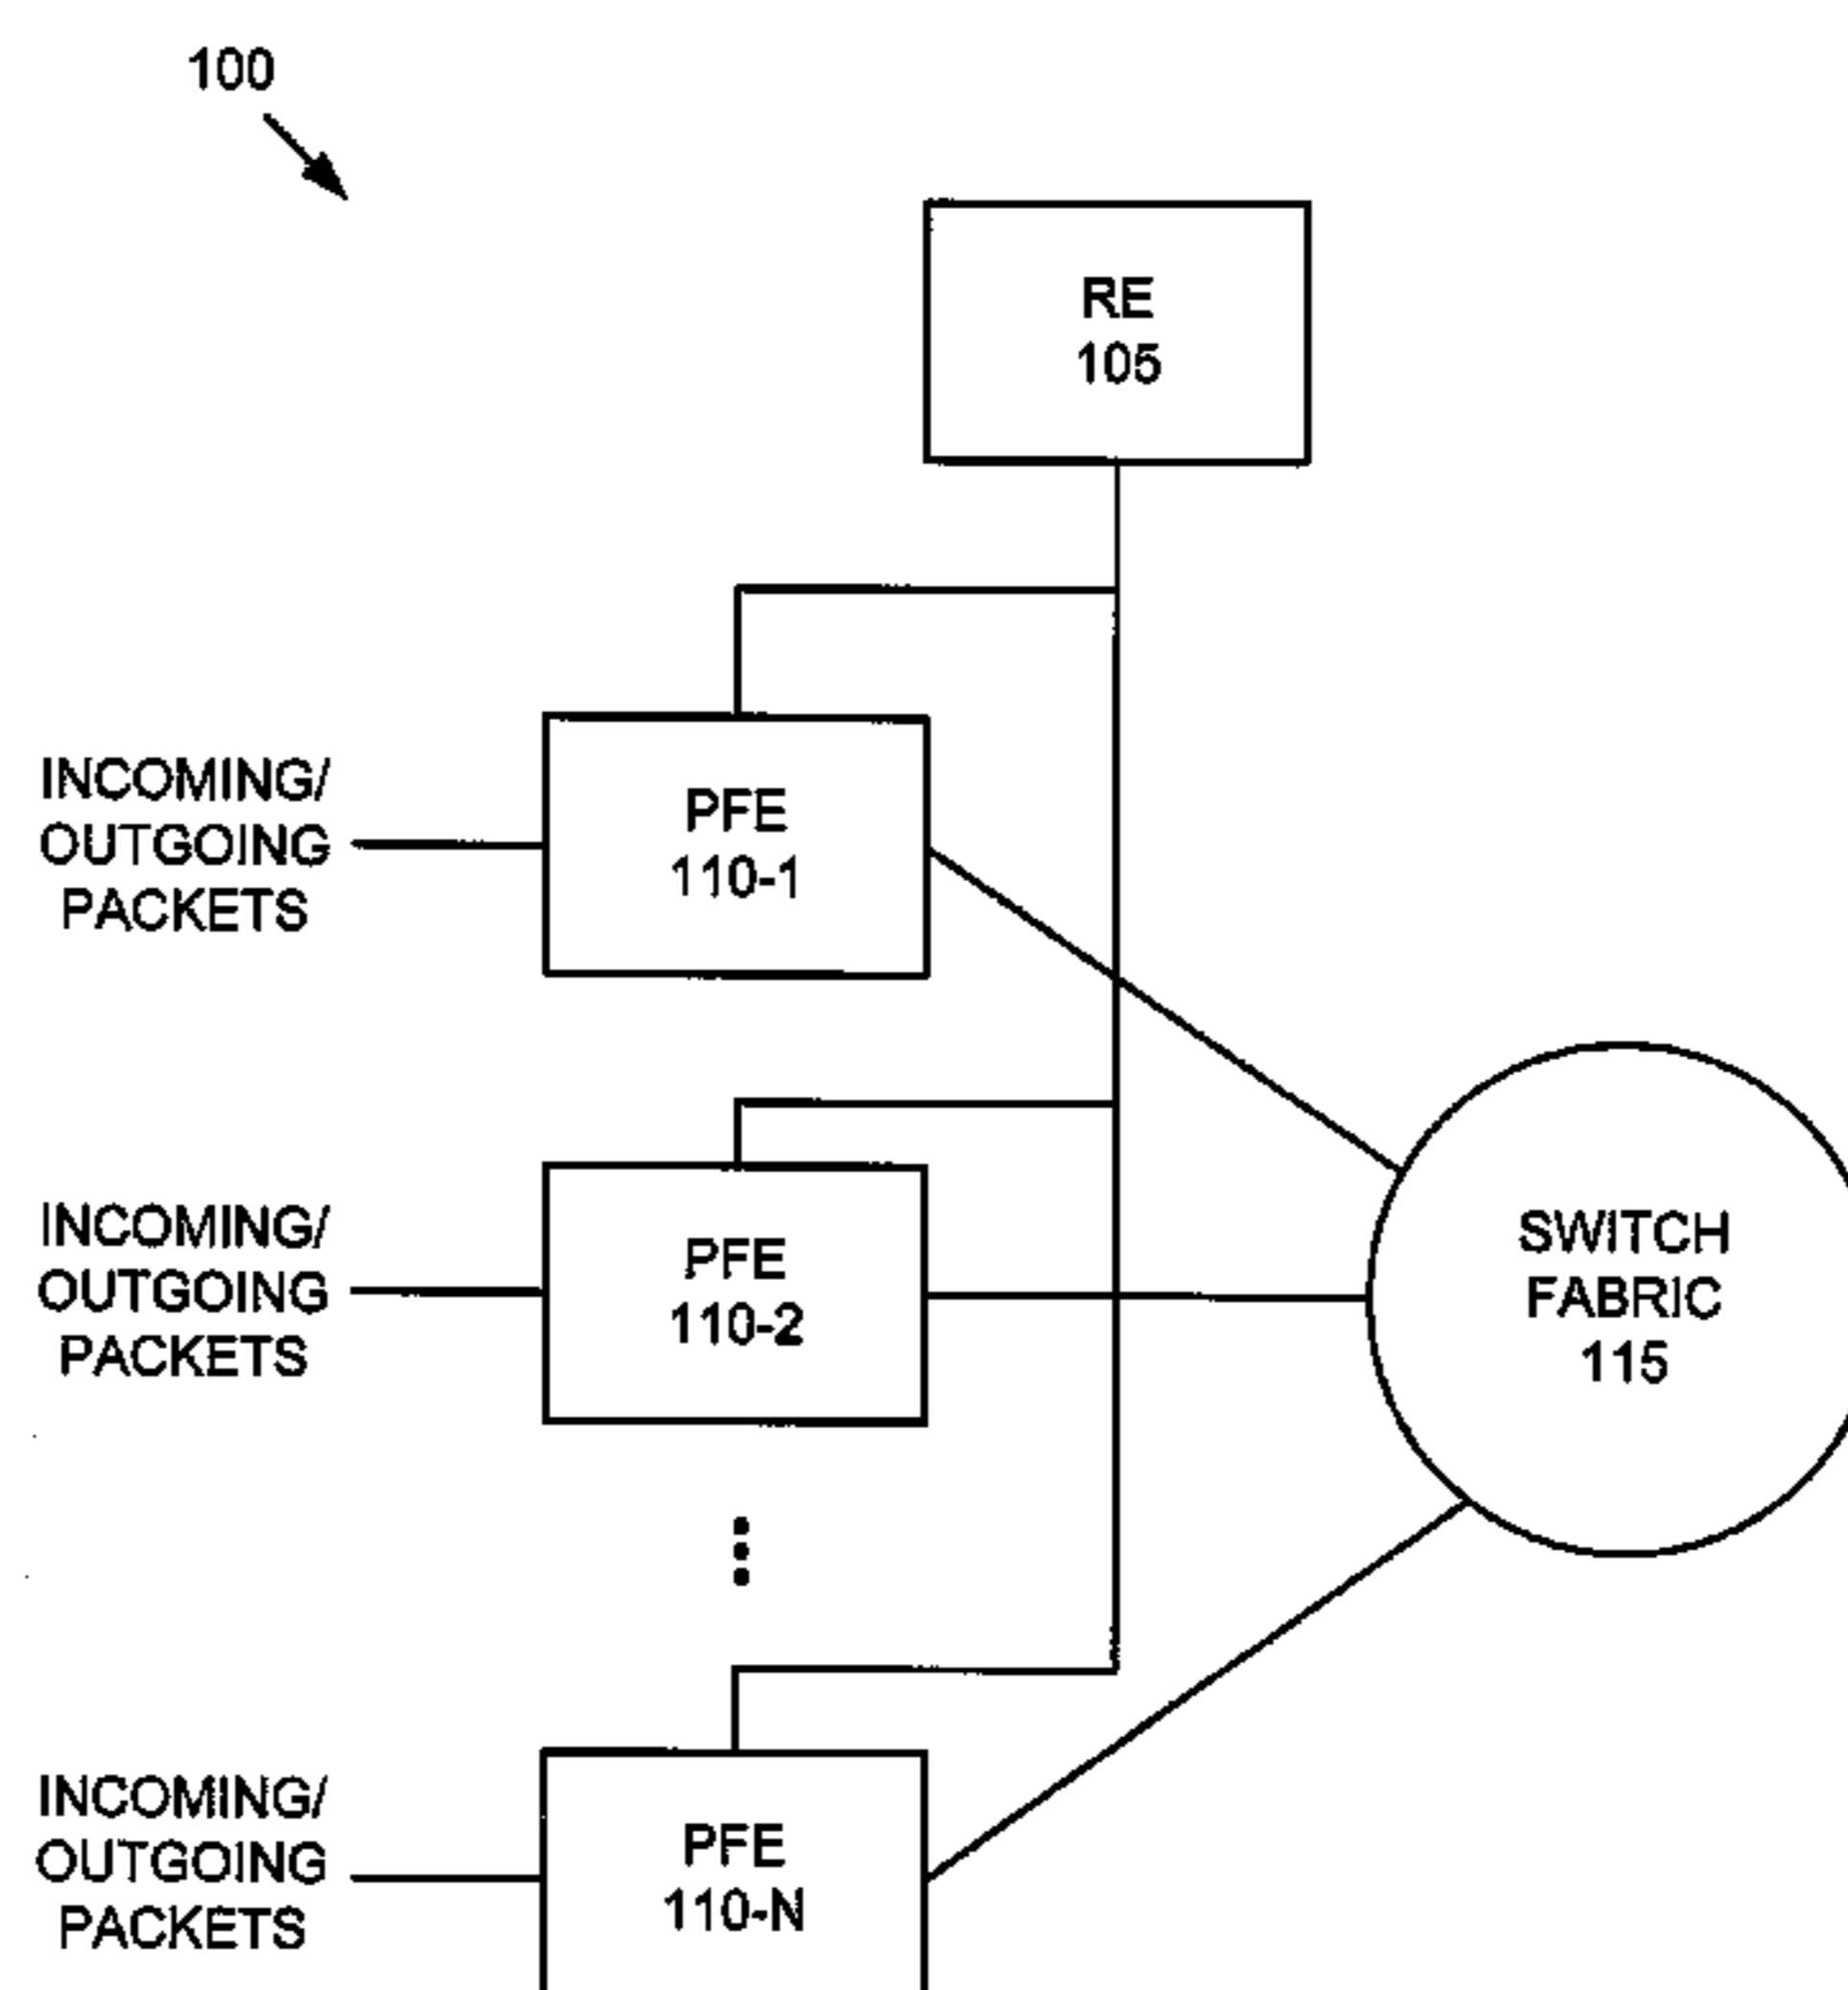 100
RE
105
INCOMING/
OUTGOING
PACKETS
PFE
110-1
INCOMING/
OUTGOING
PACKETS
PFE
110-2
SWITCH
FABRIC
115
INCOMING/
OUTGOING
PACKETS
PFE
110-N